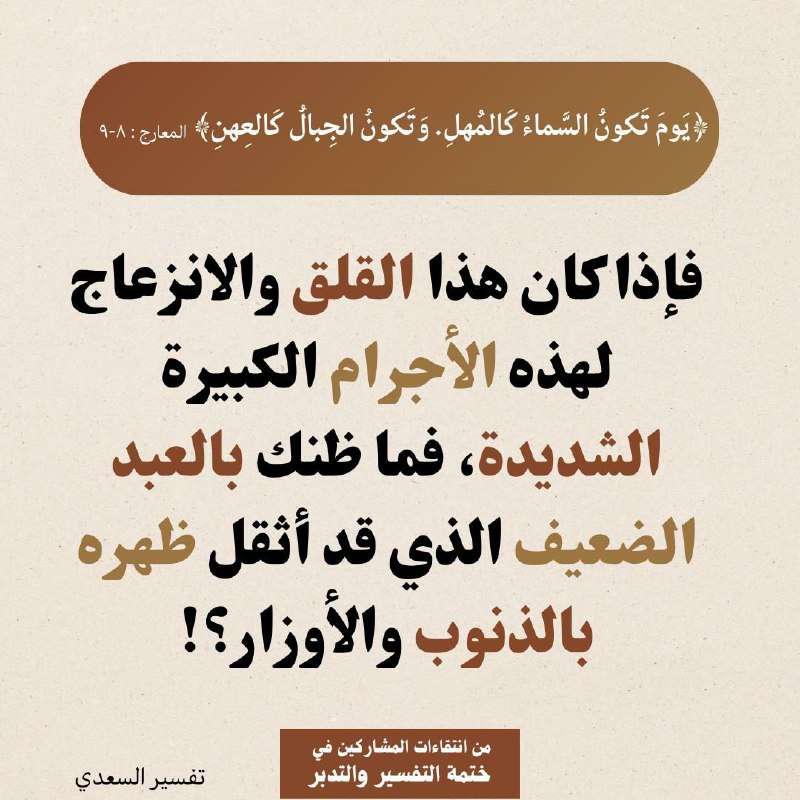 ﴿يَومَ تَكونُ السَّماءُ كَالمُهلِ. وَتَكونُ الجِبالُ كَالعِهنِ﴾ المعارج : ٨-٩
فإذا كان هذا القلق والانزعاج
لهذه الأجرام الكبيرة
الشديدة، فما ظنك بالعبد
الضعيف الذي قد أثقل ظهره
بالذنوب والأوزار؟!
من انتقاءات المشاركين في
ختمة التفسير والتدبر
تفسير السعدي